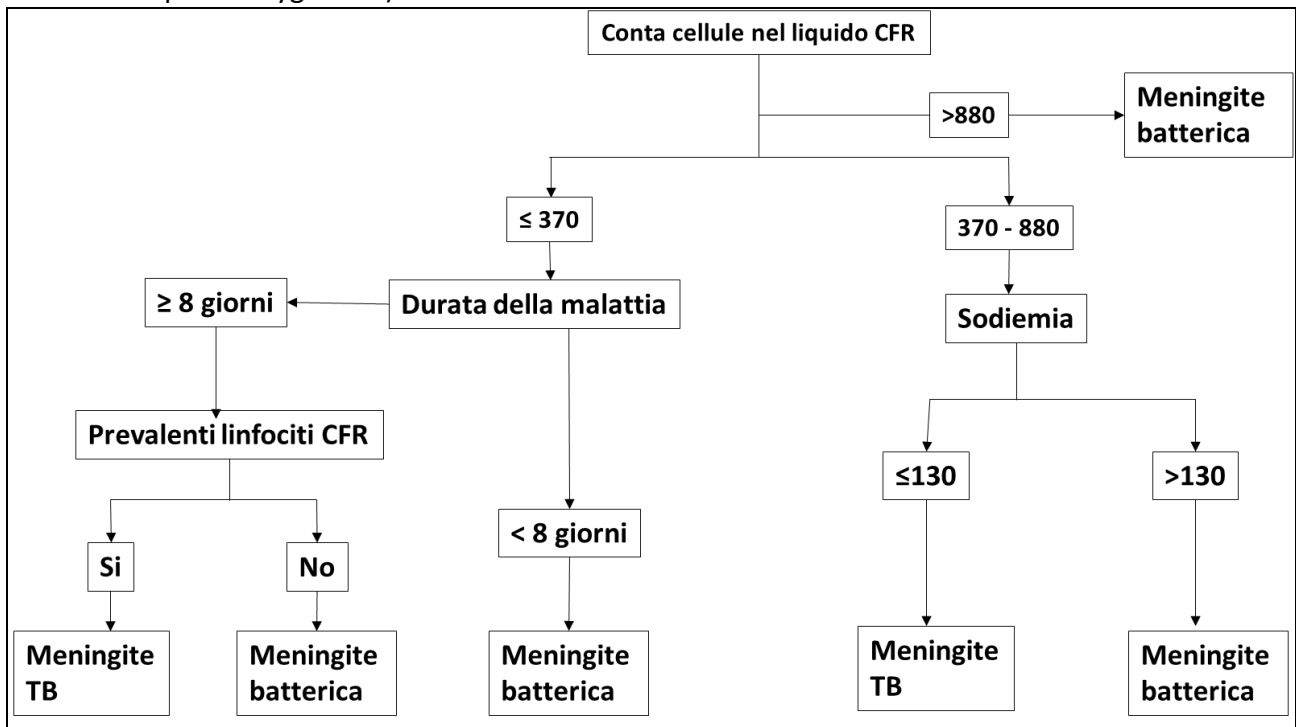 Conta cellule nel liquido CFR
>880
Meningite
batterica
≤ 370
370 - 880
≥ 8 giorni
Durata della malattia
Sodiemia
Prevalenti linfociti CFR
≤130
>130
< 8 giorni
Si
No
Meningite
TB
Meningite
batterica
Meningite
batterica
Meningite
TB
Meningite
batterica